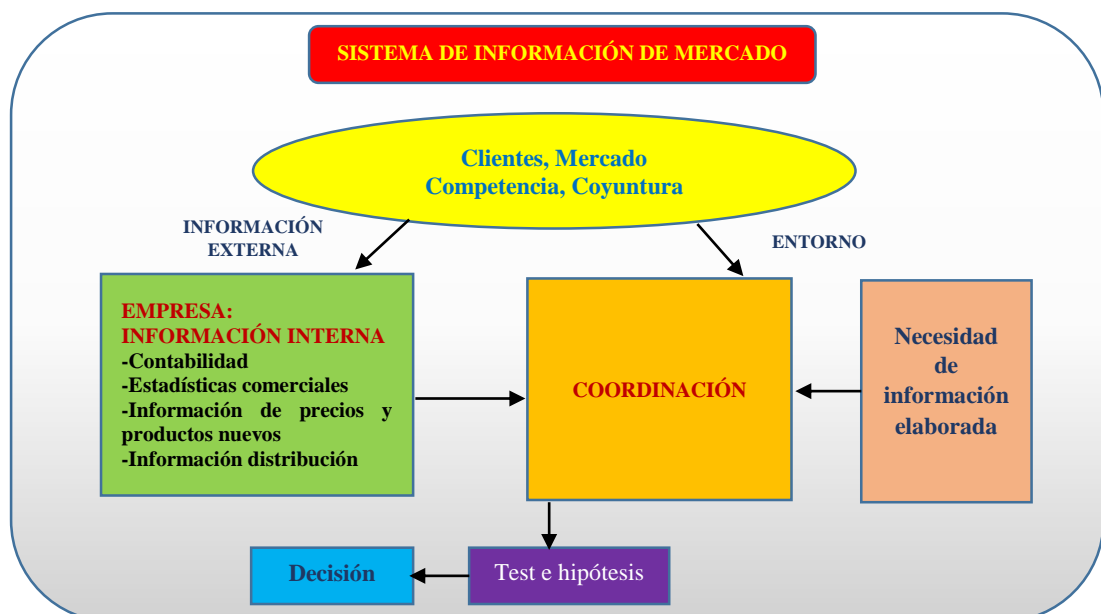 SISTEMA DE INFORMACIÓN DE MERCADO
Clientes, Mercado
Competencia, Coyuntura
INFORMACIÓN
EXTERNA
ENTORNO
EMPRESA:
INFORMACIÓN INTERNA
-Contabilidad
-Estadísticas comerciales
-Información de precios y
productos nuevos
-Información distribución
COORDINACIÓN
Necesidad
de
información
elaborada
Decisión
Test e hipótesis